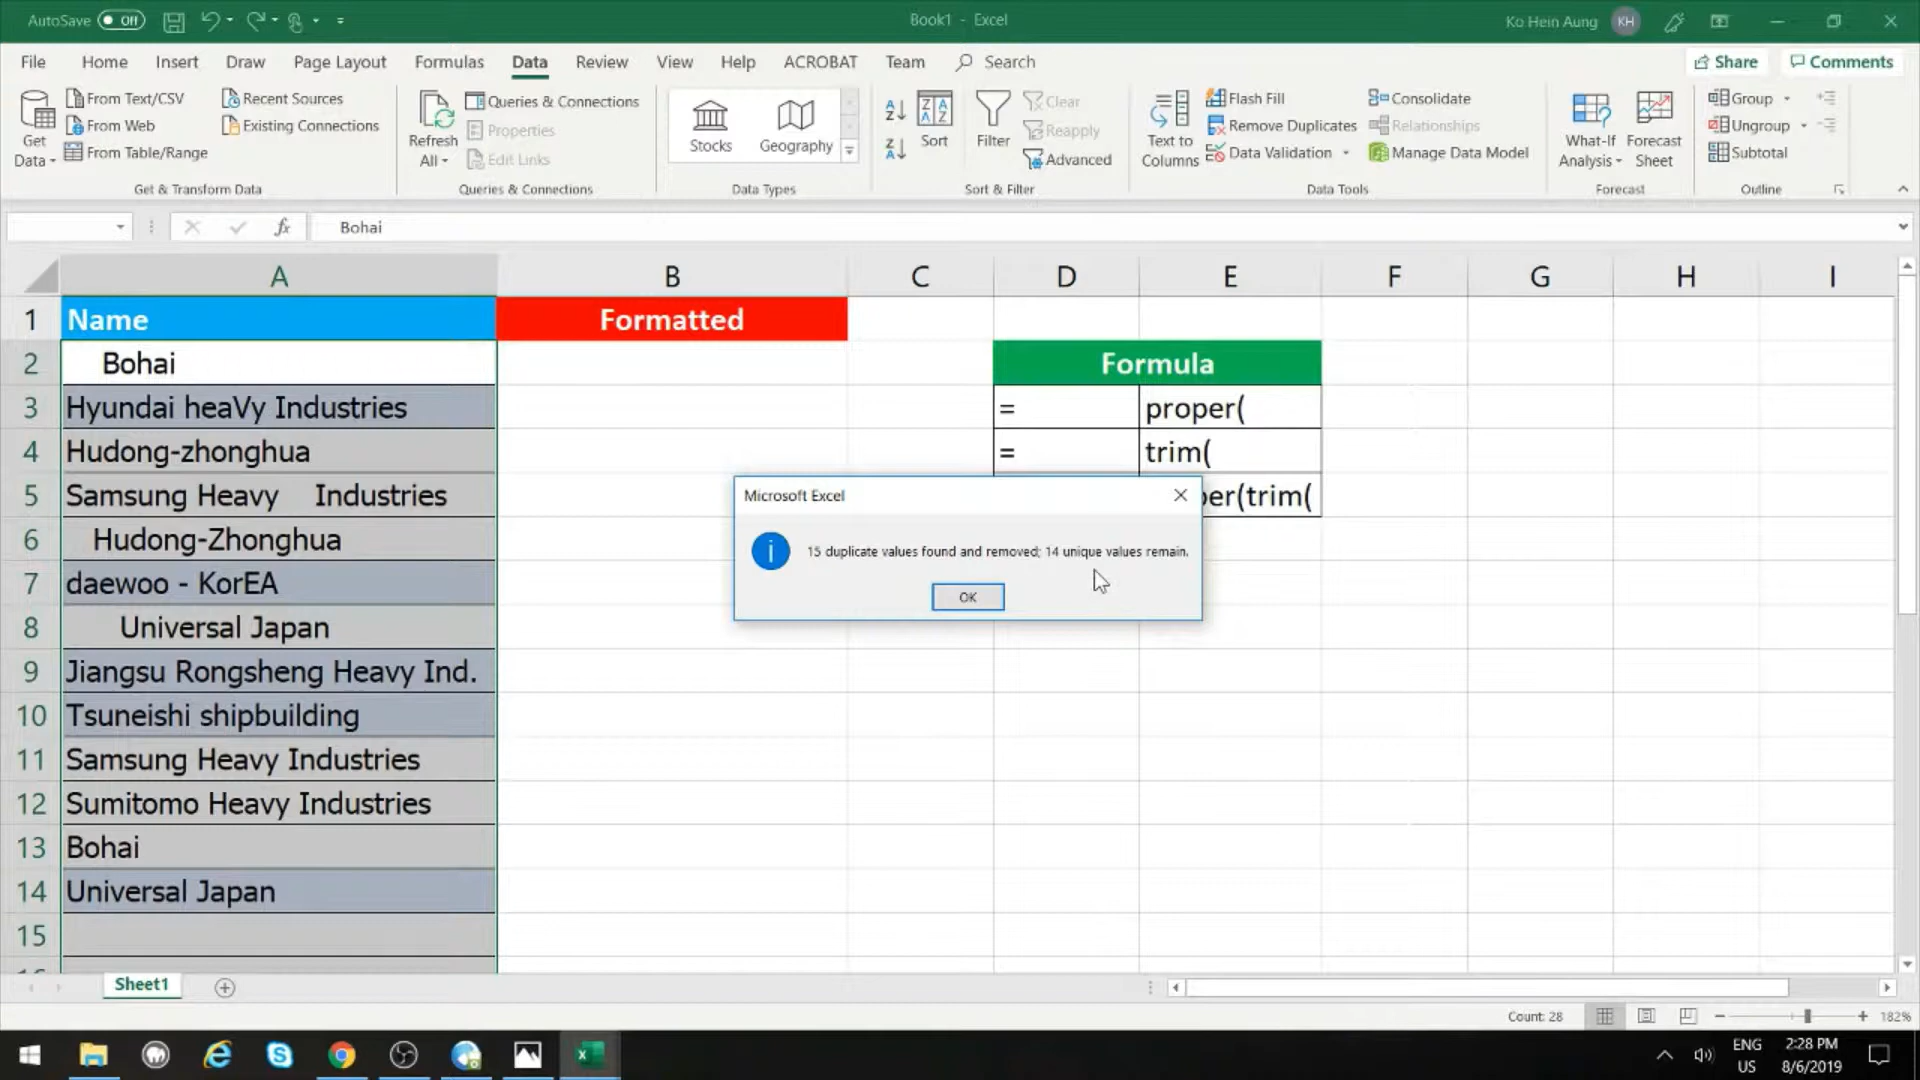 AutoSave Off
Book1 - Excel
Ko Hein Aung KH
File Home Insert Draw Page Layout Formulas Data Review View Help ACROBAT Team Search Share Comments
Get Data
From Text/CSV
From Web
From Table/Range
Recent Sources
Existing Connections
Get & Transform Data
Refresh All
Queries & Connections
Properties
Edit Links
Queries & Connections
Stocks
Geography
Data Types
Sort
Filter
Clear
Reapply
Advanced
Sort & Filter
Text to Columns
Flash Fill
Remove Duplicates
Data Validation
Consolidate
Relationships
Manage Data Model
Data Tools
What-If Analysis
Forecast Sheet
Forecast
Group
Ungroup
Subtotal
Outline
fx Bohai
A B C D E F G H I
1 Name Formatted
2 Bohai Formula
3 Hyundai heaVy Industries = proper(
4 Hudong-zhonghua = trim(
5 Samsung Heavy    Industries per(trim(
6 Hudong-Zhonghua
7 daewoo - KorEA
8 Universal Japan
9 Jiangsu Rongsheng Heavy Ind.
10 Tsuneishi shipbuilding
11 Samsung Heavy Industries
12 Sumitomo Heavy Industries
13 Bohai
14 Universal Japan
15
Microsoft Excel
15 duplicate values found and removed; 14 unique values remain.
OK
Sheet1
Count: 28
182%
ENG
US
2:28 PM
8/6/2019